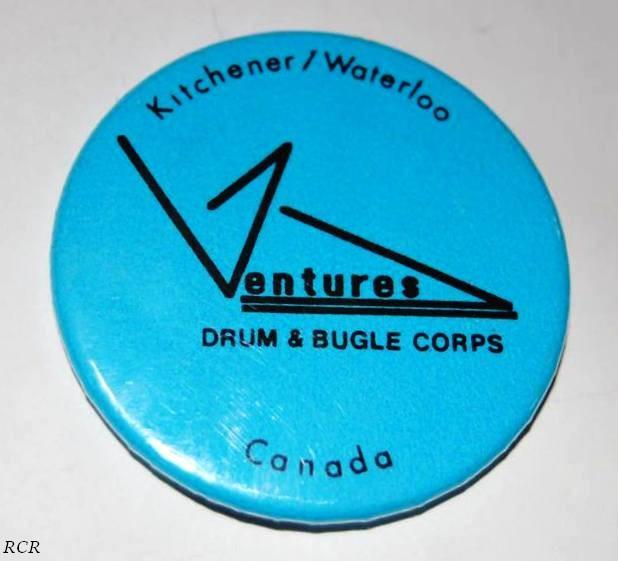 Kitchener/Waterloo
Ventures
DRUM & BUGLE CORPS
Canada
RCR